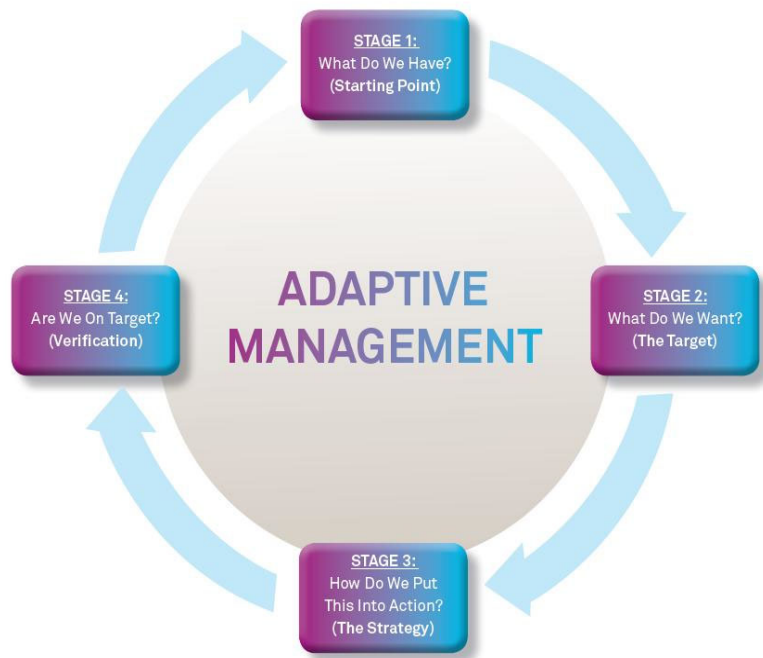 STAGE 1:
What Do We Have?
(Starting Point)
STAGE 2:
What Do We Want?
(The Target)
STAGE 3:
How Do We Put
This Into Action?
(The Strategy)
STAGE 4:
Are We On Target?
(Verification)
ADAPTIVE
MANAGEMENT